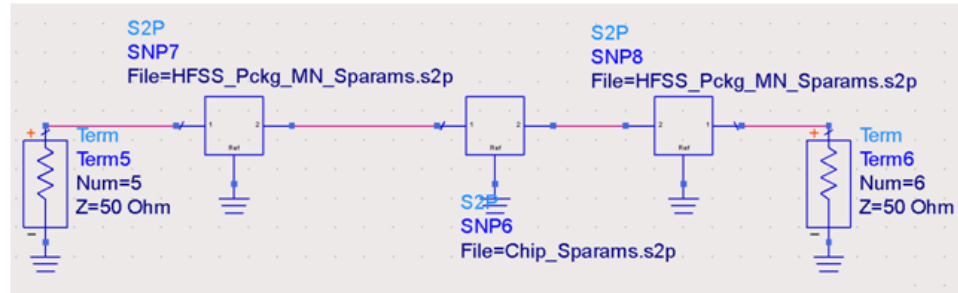 S2P
SNP7
File=HFSS_Pckg_MN_Sparams.s2p
S2P
SNP8
File=HFSS_Pckg_MN_Sparams.s2p
+
Term
Term5
Num=5
Z=50 Ohm
−
1 2
Ref
1 2
Ref
S2P
SNP6
File=Chip_Sparams.s2p
2 1
Ref
+
Term
Term6
Num=6
Z=50 Ohm
−